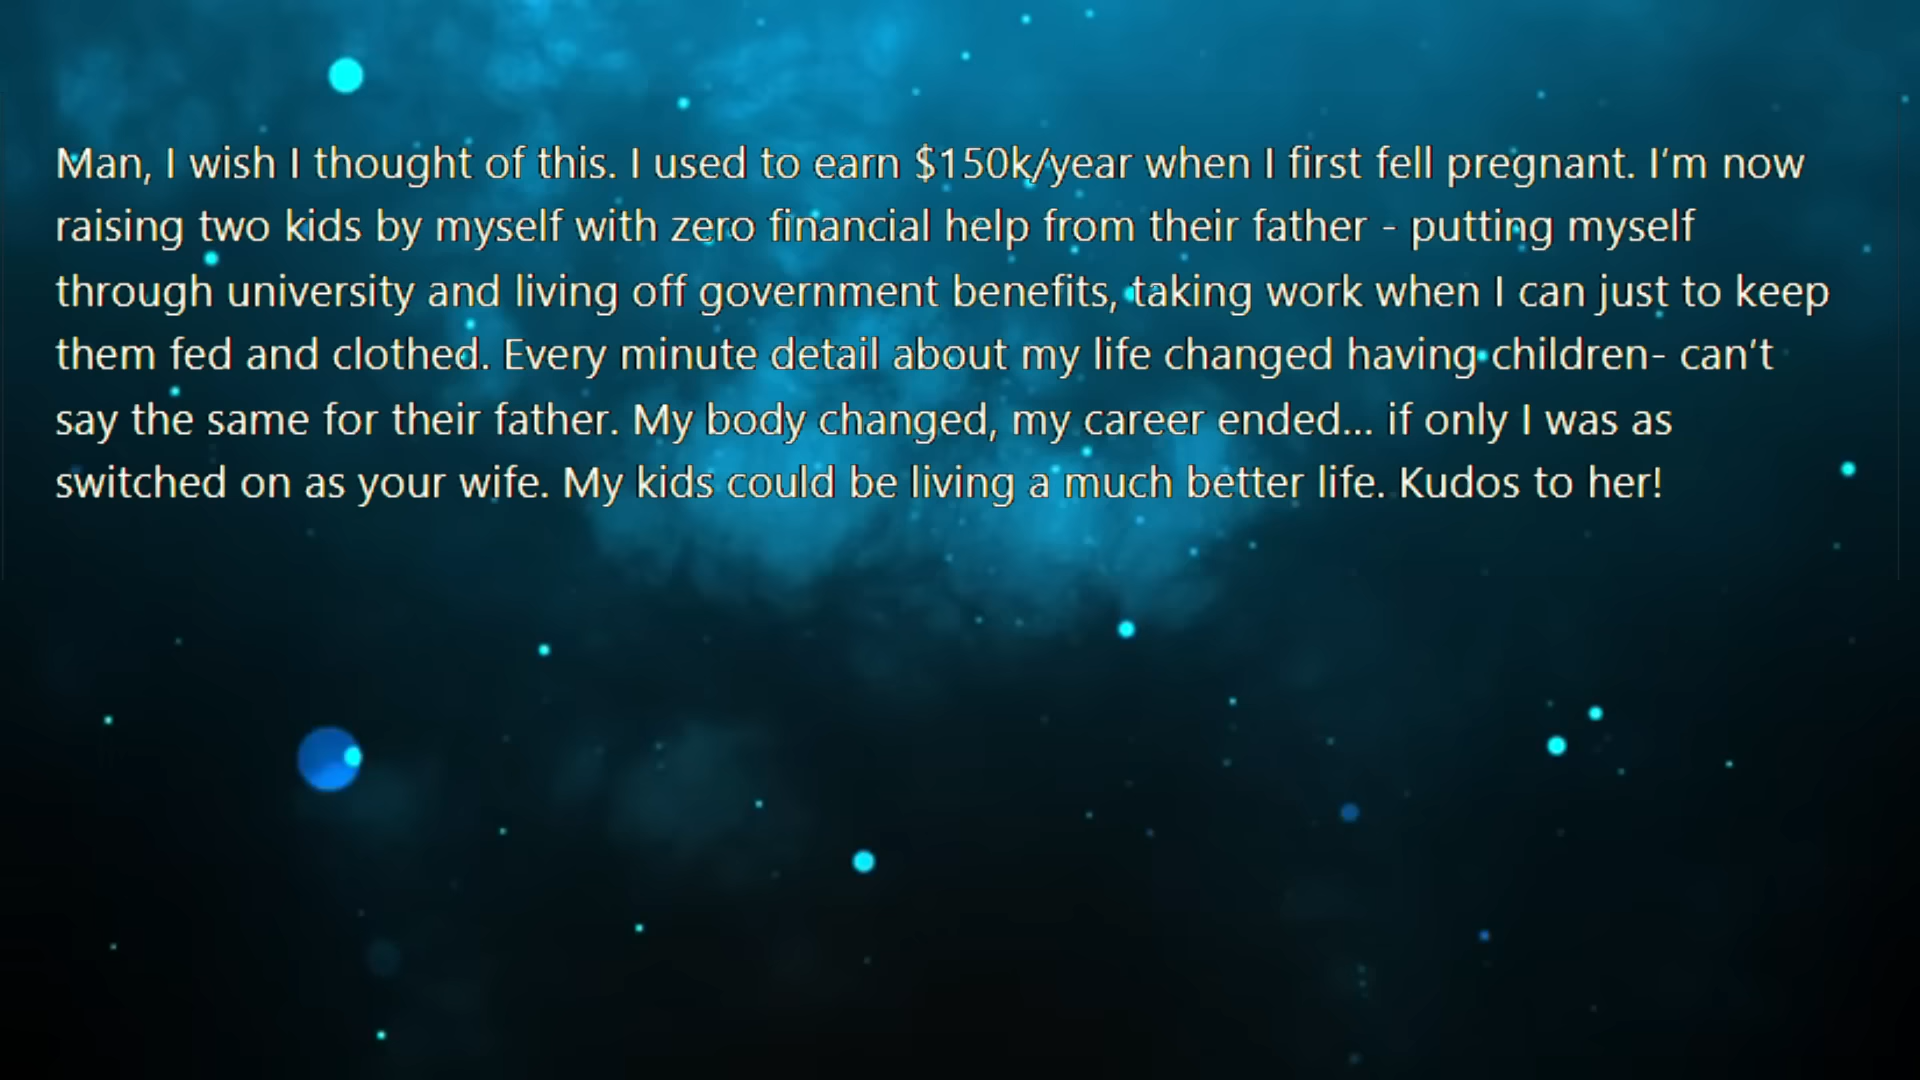 Man, I wish I thought of this. I used to earn $150k/year when I first fell pregnant. I’m now
raising two kids by myself with zero financial help from their father - putting myself
through university and living off government benefits, taking work when I can just to keep
them fed and clothed. Every minute detail about my life changed having children- can’t
say the same for their father. My body changed, my career ended... if only I was as
switched on as your wife. My kids could be living a much better life. Kudos to her!